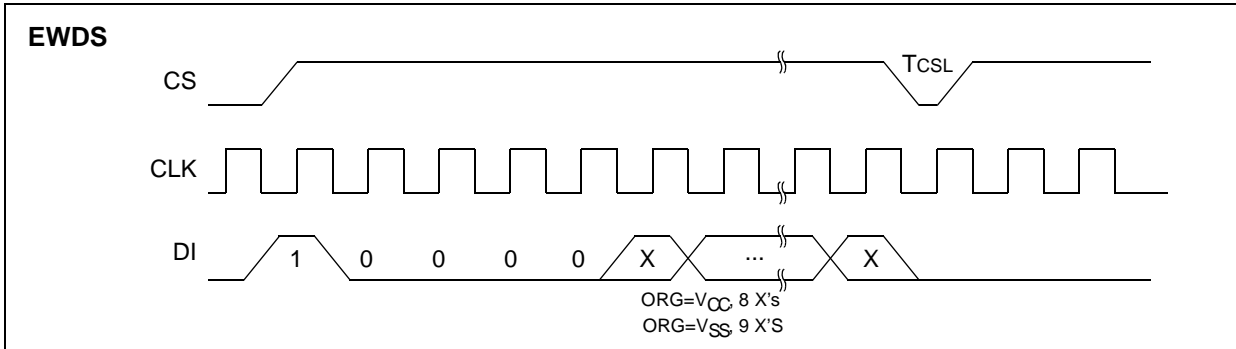 EWDS
CS
TCSL
CLK
DI
1 0 0 0 0 X ... X
ORG=VCC, 8 X's
ORG=VSS, 9 X'S